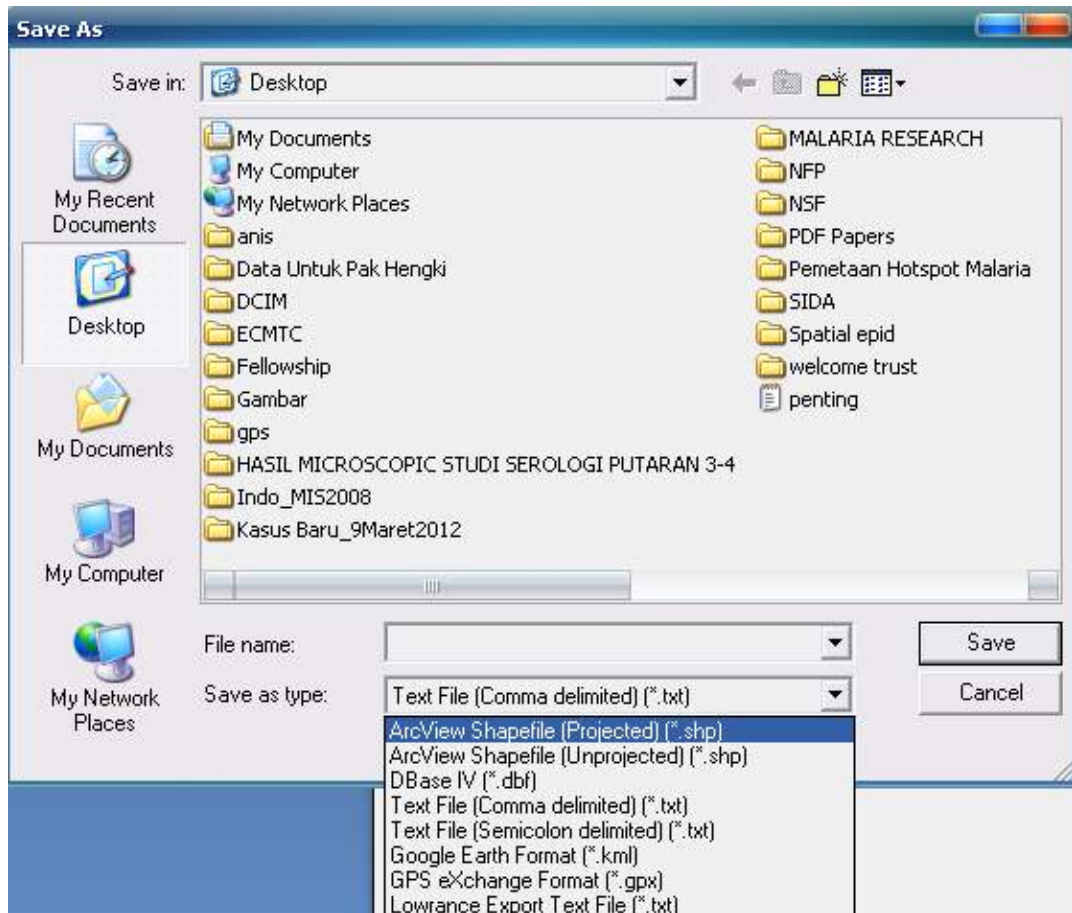 Save As
Save in:
Desktop
My Recent
Documents
Desktop
My Documents
My Computer
My Network
Places
My Documents
My Computer
My Network Places
anis
Data Untuk Pak Hengki
DCIM
ECMTC
Fellowship
Gambar
gps
HASIL MICROSCOPIC STUDI SEROLOGI PUTARAN 3-4
Indo_MIS2008
Kasus Baru_9Maret2012
MALARIA RESEARCH
NFP
NSF
PDF Papers
Pemetaan Hotspot Malaria
SIDA
Spatial epid
welcome trust
penting
File name:
Save
Save as type:
Text File (Comma delimited) (*.txt)
Cancel
ArcView Shapefile (Projected) (*.shp)
ArcView Shapefile (Unprojected) (*.shp)
DBase IV (*.dbf)
Text File (Comma delimited) (*.txt)
Text File (Semicolon delimited) (*.txt)
Google Earth Format (*.kml)
GPS eXchange Format (*.gpx)
Lowrance Export Text File (*.txt)